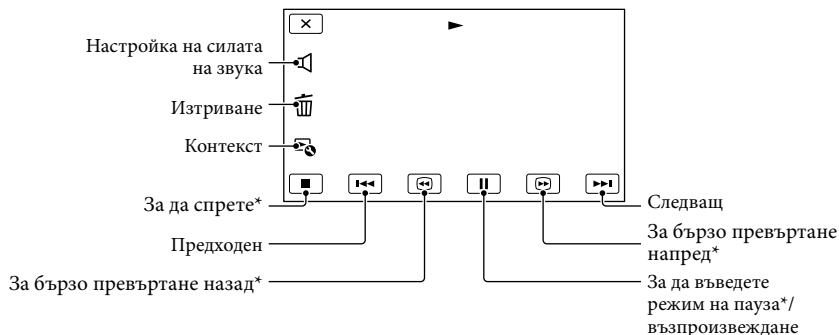 Настройка на силата
на звука
Изтриване
Контекст
За да спрете*
Предходен
За бързо превъртане назад*
Следващ
За бързо превъртане
напред*
За да въведете
режим на пауза*/
възпроизвеждане